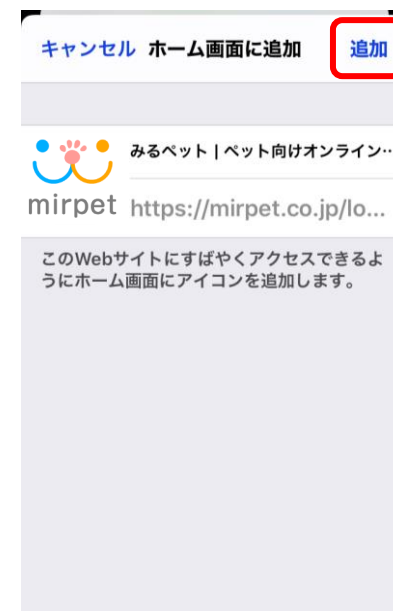 キャンセル ホーム画面に追加 追加
みるペット | ペット向けオンライン…
mirpet
https://mirpet.co.jp/lo...
このWebサイトにすばやくアクセスできるよ
うにホーム画面にアイコンを追加します。